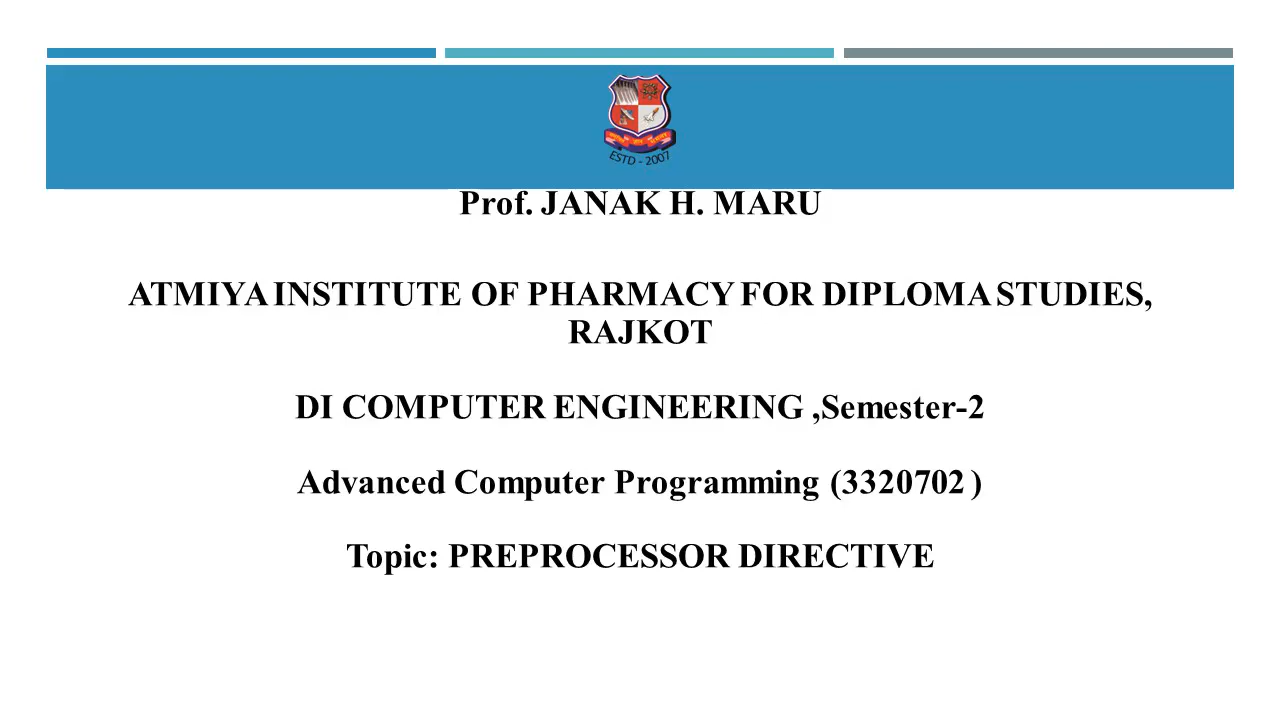 ESTD - 2007
Prof. JANAK H. MARU
ATMIYA INSTITUTE OF PHARMACY FOR DIPLOMA STUDIES,
RAJKOT
DI COMPUTER ENGINEERING ,Semester-2
Advanced Computer Programming (3320702 )
Topic: PREPROCESSOR DIRECTIVE